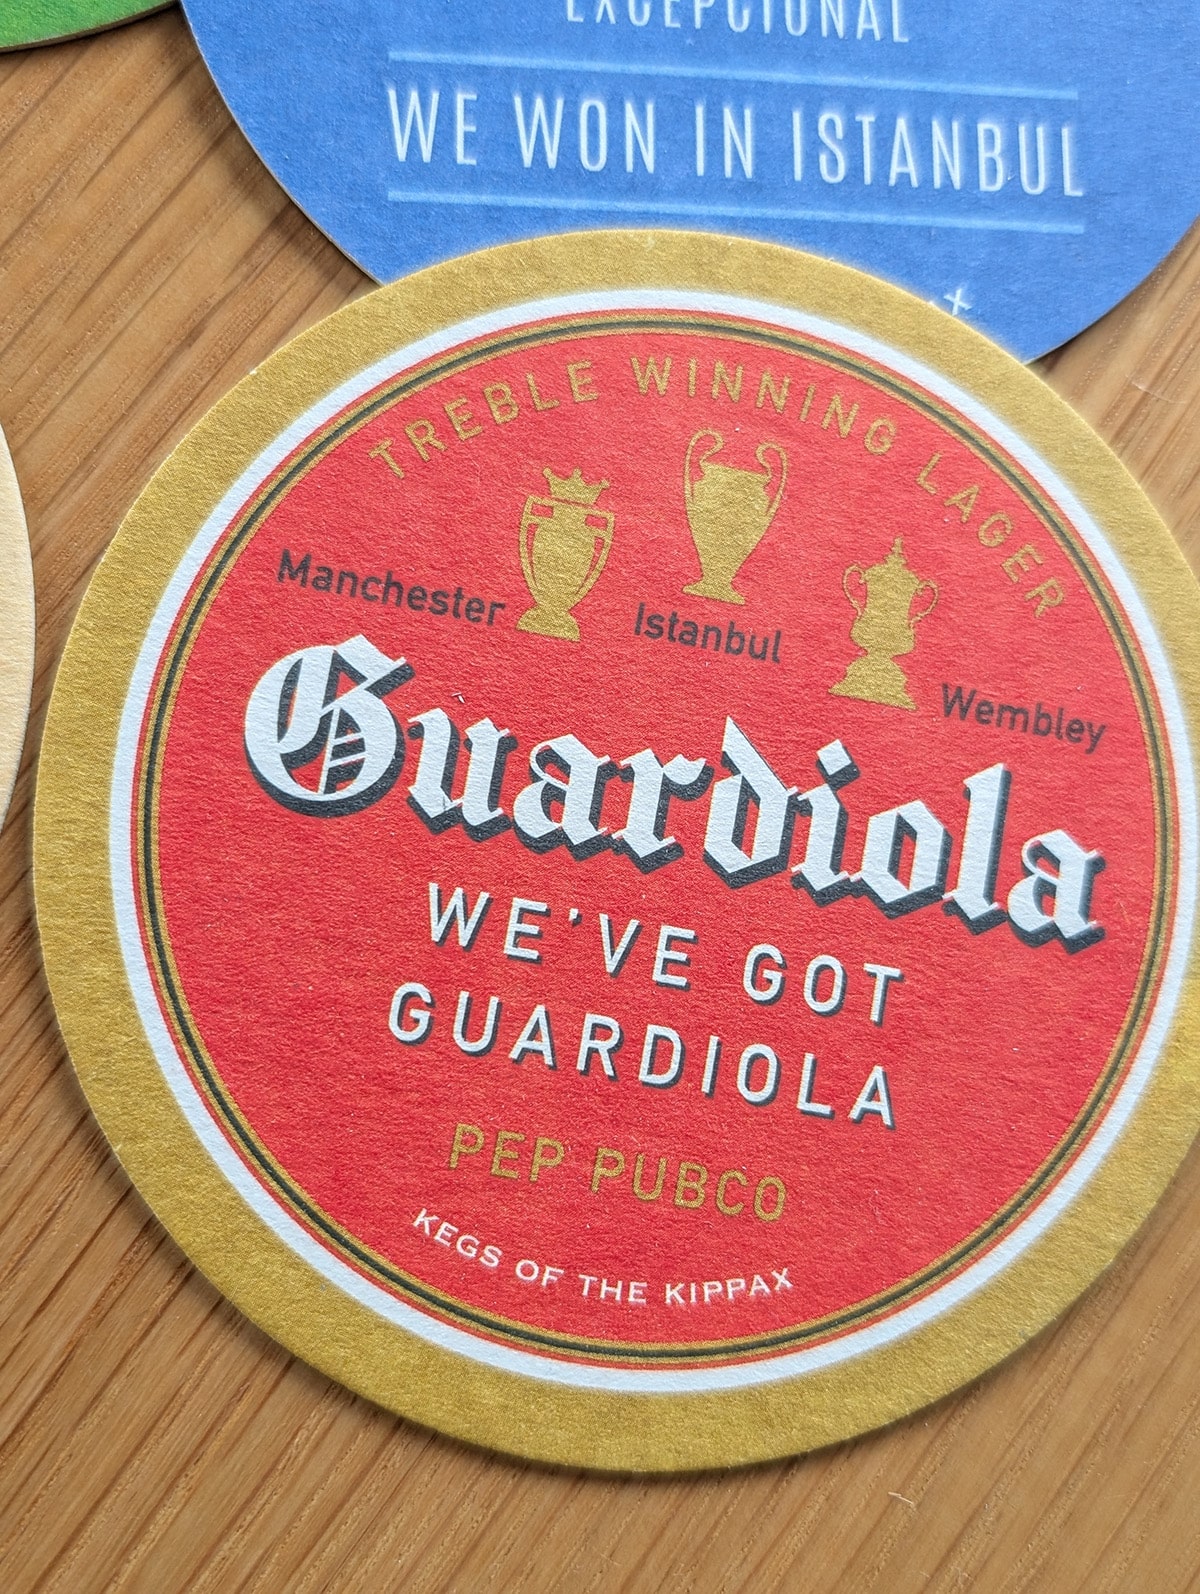 EXCEPCIONAL
WE WON IN ISTANBUL
TREBLE WINNING LAGER
Manchester
Istanbul
Wembley
Guardiola
WE'VE GOT
GUARDIOLA
PEP PUBCO
KEGS OF THE KIPPAX